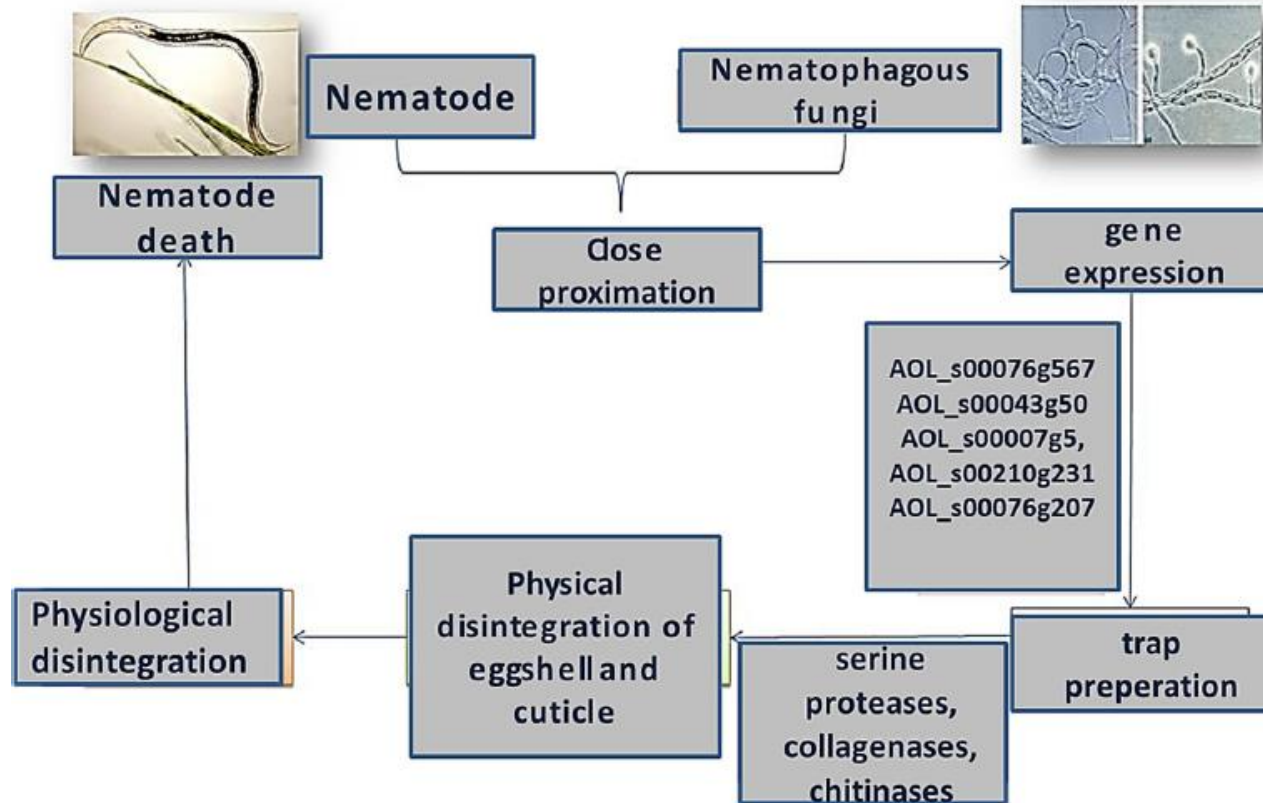 Nematode
Nematophagous
fungi
Nematode
death
Close
proximation
gene
expression
AOL_s00076g567
AOL_s00043g50
AOL_s00007g5,
AOL_s00210g231
AOL_s00076g207
Physiological
disintegration
Physical
disintegration of
eggshell and
cuticle
serine
proteases,
collagenases,
chitinases
trap
preperation